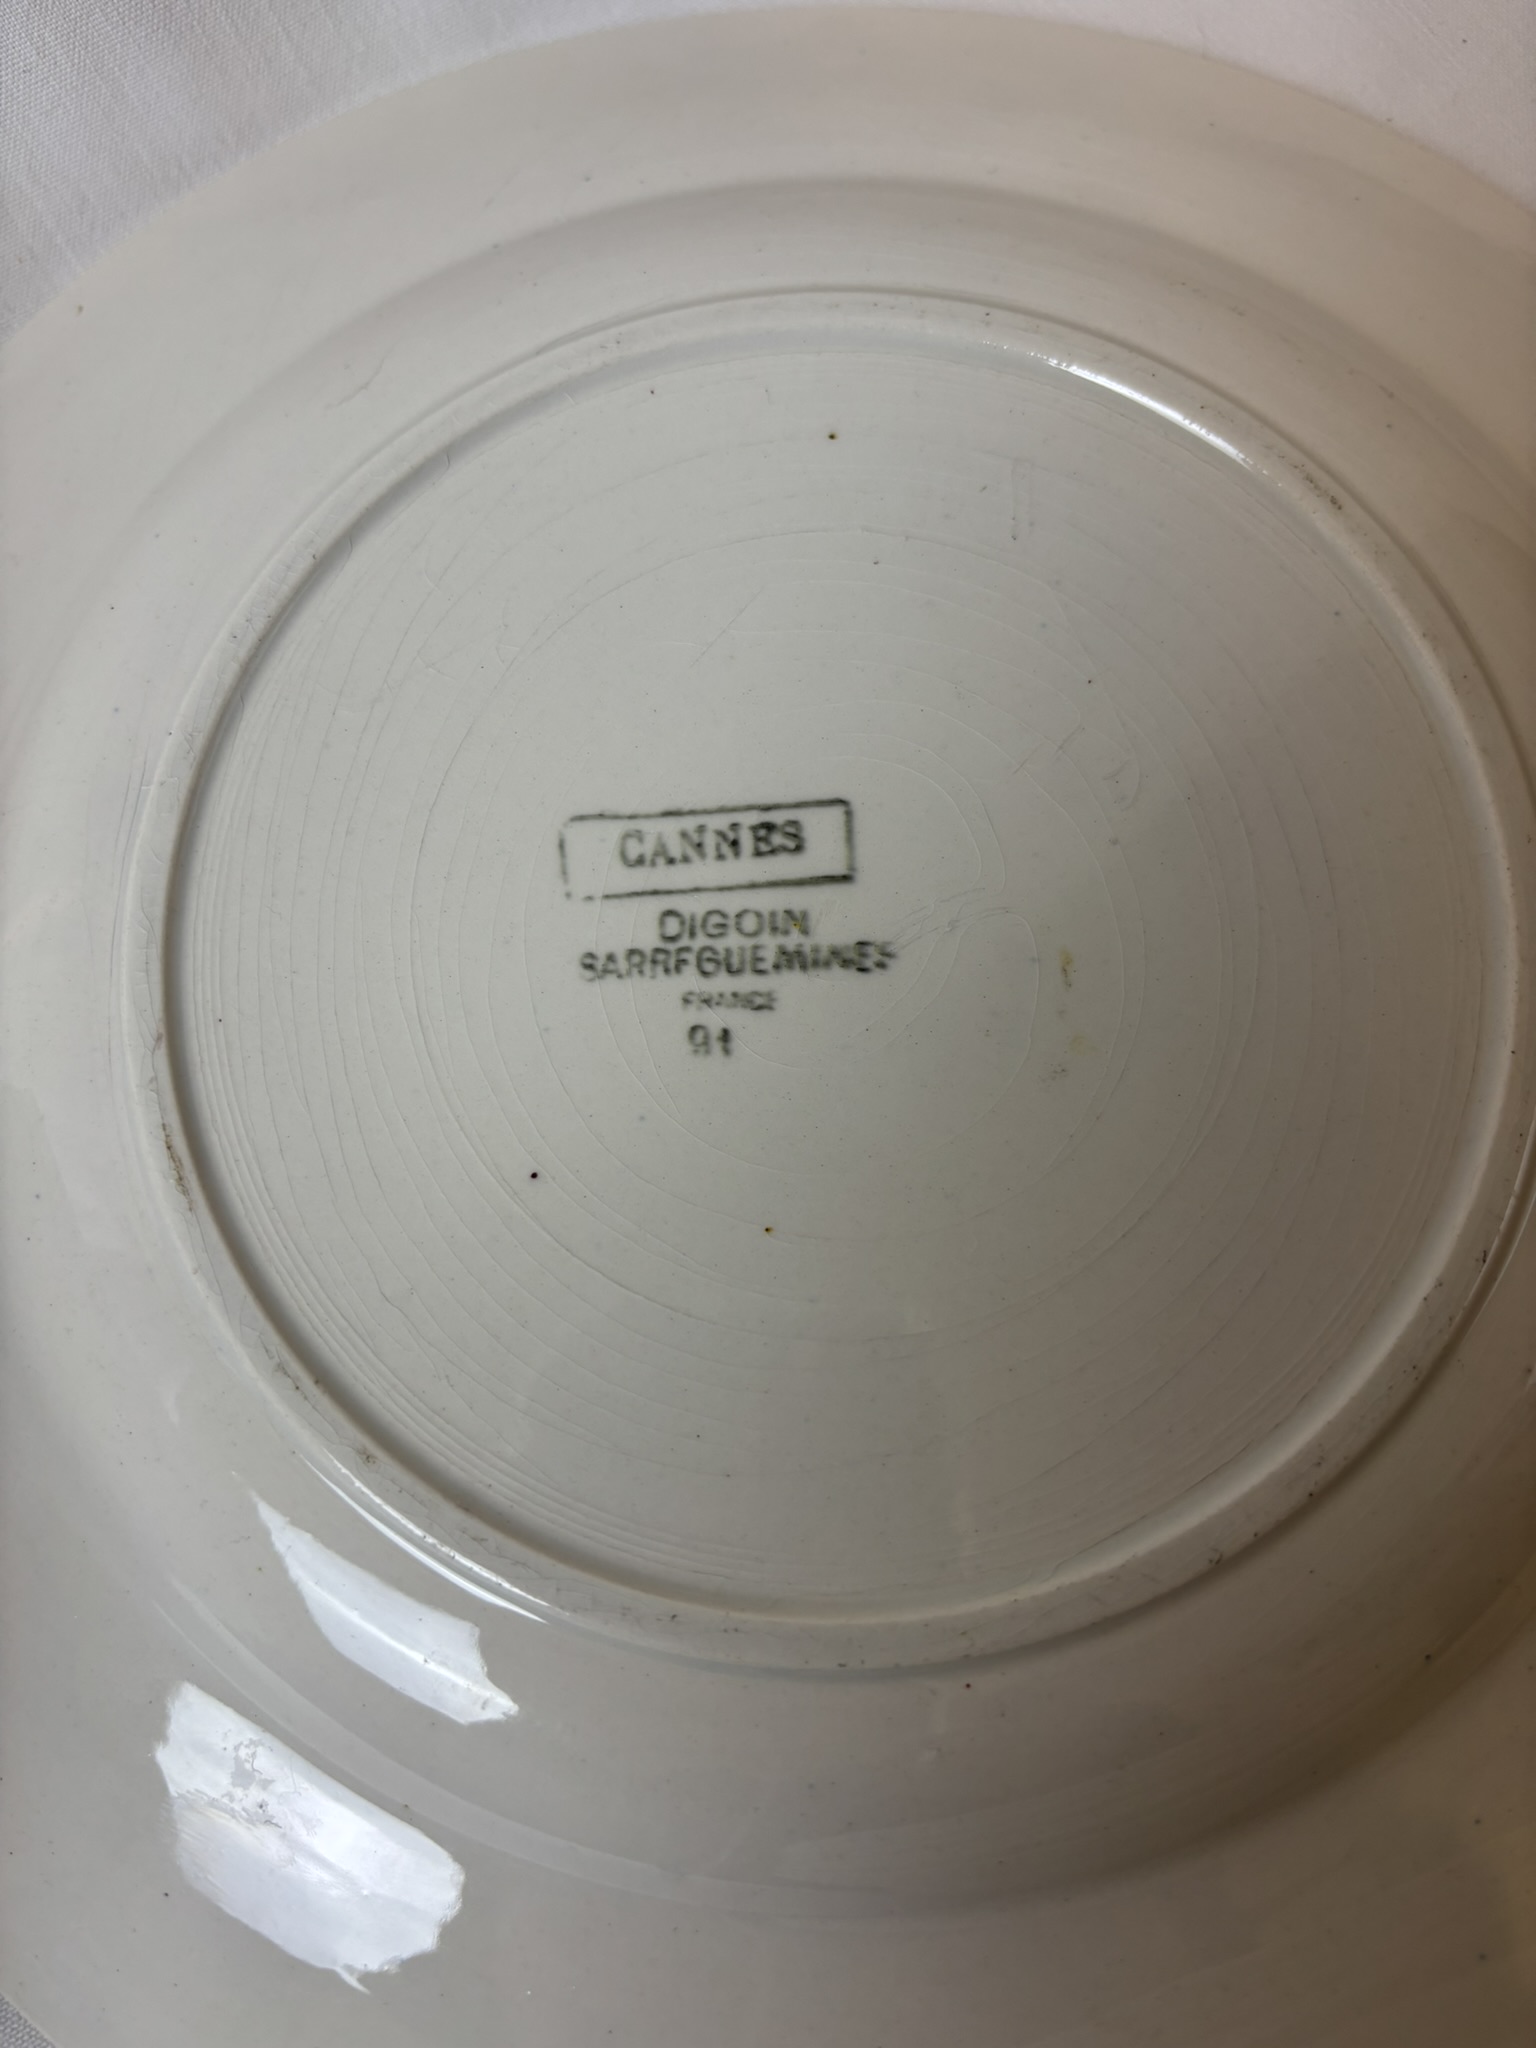 CANNES
DIGOIN
SARREGUEMINES
FRANCE
91